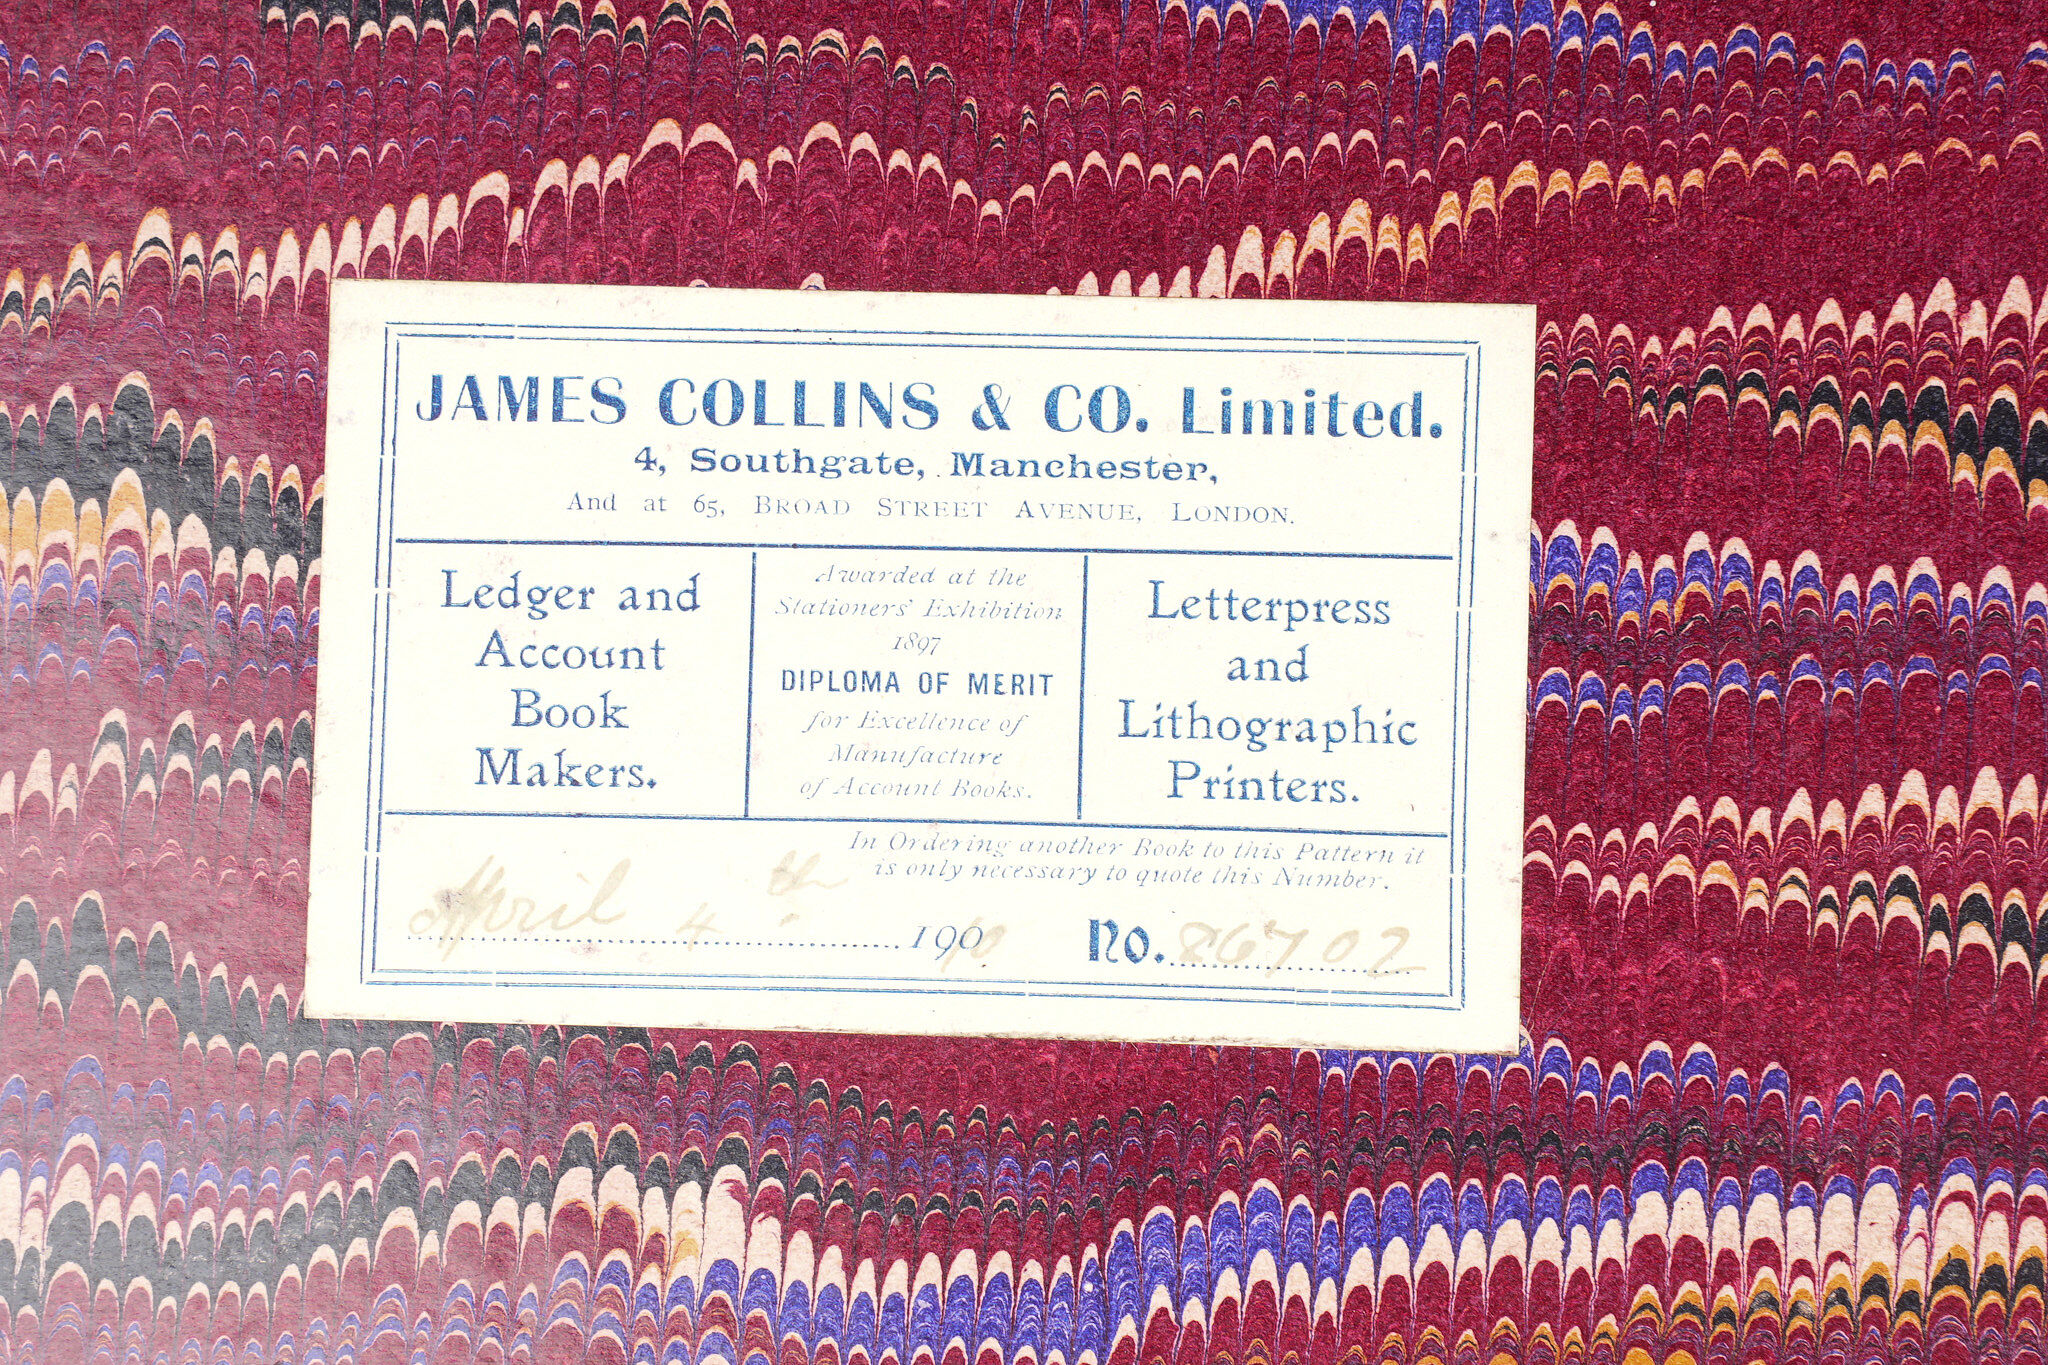 JAMES COLLINS & CO. Limited.
4, Southgate, Manchester,
And at 65, BROAD STREET AVENUE, LONDON.
Ledger and
Account
Book
Makers.
Awarded at the
Stationers' Exhibition
1897
DIPLOMA OF MERIT
for Excellence of
Manufacture
of Account Books.
Letterpress
and
Lithographic
Printers.
In Ordering another Book to this Pattern it
is only necessary to quote this Number.
April 4th 190 No. 86702